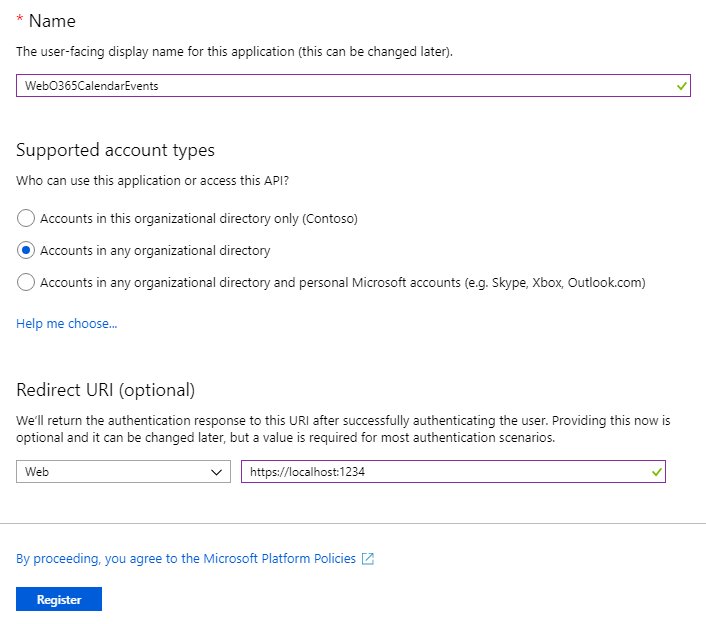 * Name
The user-facing display name for this application (this can be changed later).
WebO365CalendarEvents
Supported account types
Who can use this application or access this API?
Accounts in this organizational directory only (Contoso)
Accounts in any organizational directory
Accounts in any organizational directory and personal Microsoft accounts (e.g. Skype, Xbox, Outlook.com)
Help me choose...
Redirect URI (optional)
We'll return the authentication response to this URI after successfully authenticating the user. Providing this now is
optional and it can be changed later, but a value is required for most authentication scenarios.
Web https://localhost:1234
By proceeding, you agree to the Microsoft Platform Policies
Register